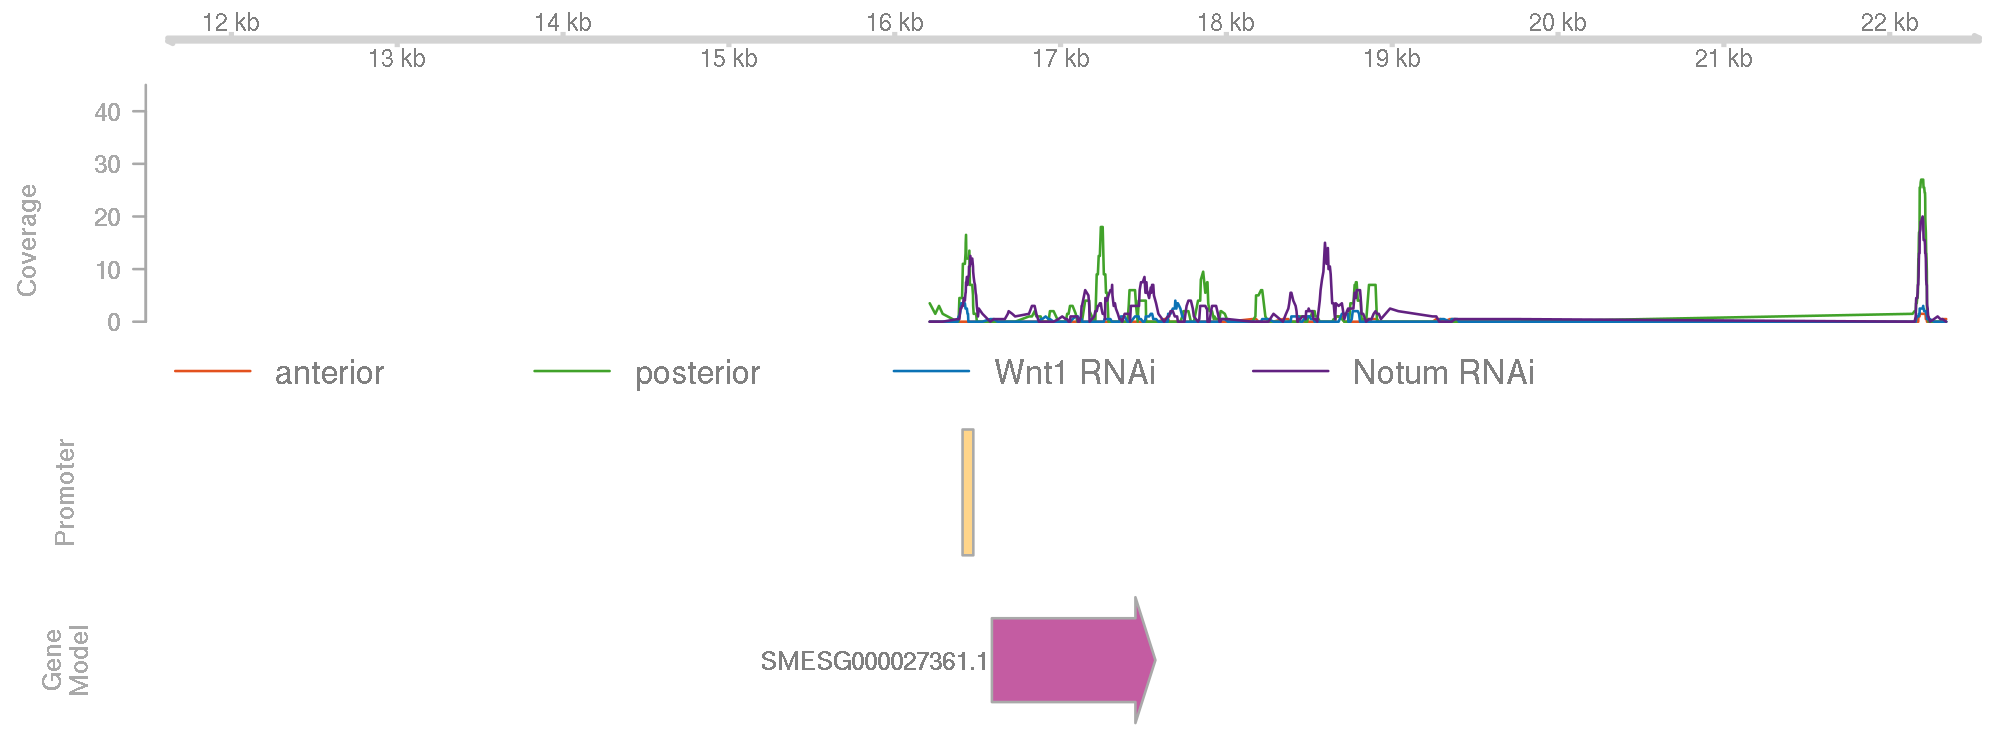 12 kb 14 kb 16 kb 18 kb 20 kb 22 kb
13 kb 15 kb 17 kb 19 kb 21 kb
Coverage
40
30
20
10
0
anterior posterior Wnt1 RNAi Notum RNAi
Promoter
Gene
Model
SMESG000027361.1